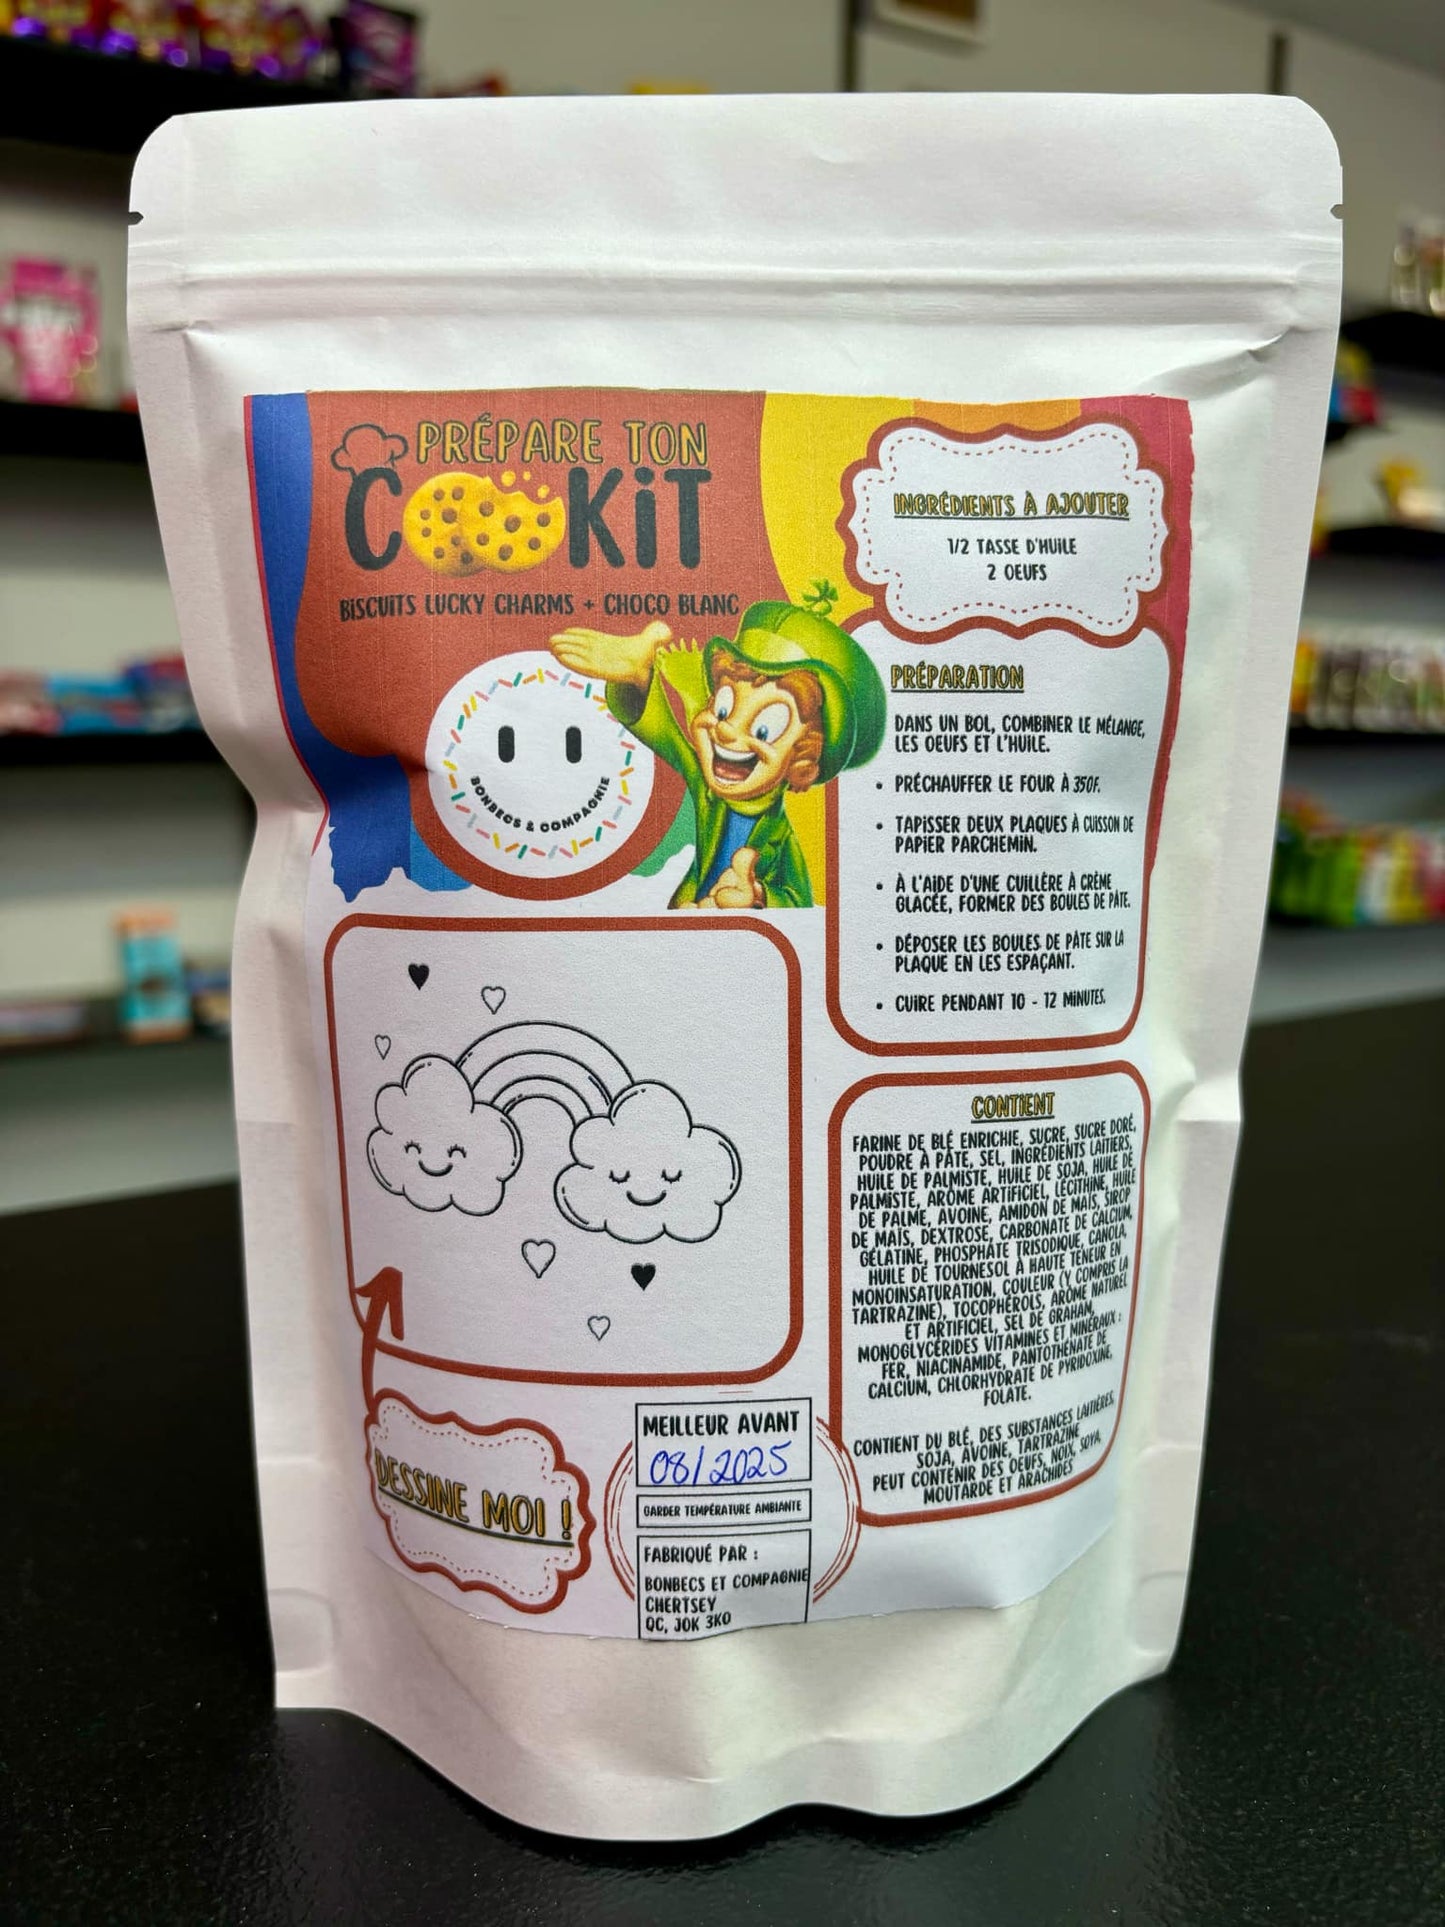 PRÉPARE TON
COOKiT
BiSCUiTS LUCKY CHARMS + CHOCO BLANC
BONBECS & COMPAGNIE
INGRÉDIENTS À AJOUTER
1/2 TASSE D'HUiLE
2 OEUFS
PRÉPARATION
DANS UN BOL, COMBiNER LE MÉLANGE,
LES OEUFS ET L'HUiLE.
• PRÉCHAUFFER LE FOUR À 350F.
• TAPiSSER DEUX PLAQUES À CUiSSON DE
PAPiER PARCHEMiN.
• À L'AiDE D'UNE CUiLLÈRE À CRÈME
GLACÉE, FORMER DES BOULES DE PÂTE.
• DÉPOSER LES BOULES DE PÂTE SUR LA
PLAQUE EN LES ESPAÇANT.
• CUiRE PENDANT 10 - 12 MiNUTES.
CONTIENT
FARINE DE BLÉ ENRICHIE, SUCRE, SUCRE DORÉ,
POUDRE À PÂTE, SEL, INGRÉDIENTS LAITIERS,
HUILE DE PALMISTE, HUILE DE SOJA, HUILE DE
PALMISTE, ARÔME ARTIFICIEL, LÉCITHINE, HUILE
DE PALME, AVOINE, AMIDON DE MAÏS, SIROP
DE MAÏS, DEXTROSE, CARBONATE DE CALCIUM,
GÉLATINE, PHOSPHATE TRISODIQUE, CANOLA,
HUILE DE TOURNESOL À HAUTE TENEUR EN
MONOINSATURATION, COULEUR (Y COMPRIS LA
TARTRAZINE), TOCOPHÉROLS, ARÔME NATUREL
ET ARTIFICIEL, SEL DE GRAHAM,
MONOGLYCÉRIDES VITAMINES ET MINÉRAUX :
FER, NIACINAMIDE, PANTOTHÉNATE DE
CALCIUM, CHLORHYDRATE DE PYRIDOXINE,
FOLATE.
CONTIENT DU BLÉ, DES SUBSTANCES LAITIÈRES,
SOJA, AVOINE, TARTRAZINE
PEUT CONTENIR DES OEUFS, NOIX, SOYA,
MOUTARDE ET ARACHIDES
DESSINE MOI !
MEILLEUR AVANT
08/2025
GARDER TEMPÉRATURE AMBIANTE
FABRIQUÉ PAR :
BONBECS ET COMPAGNIE
CHERTSEY
QC, J0K 3K0